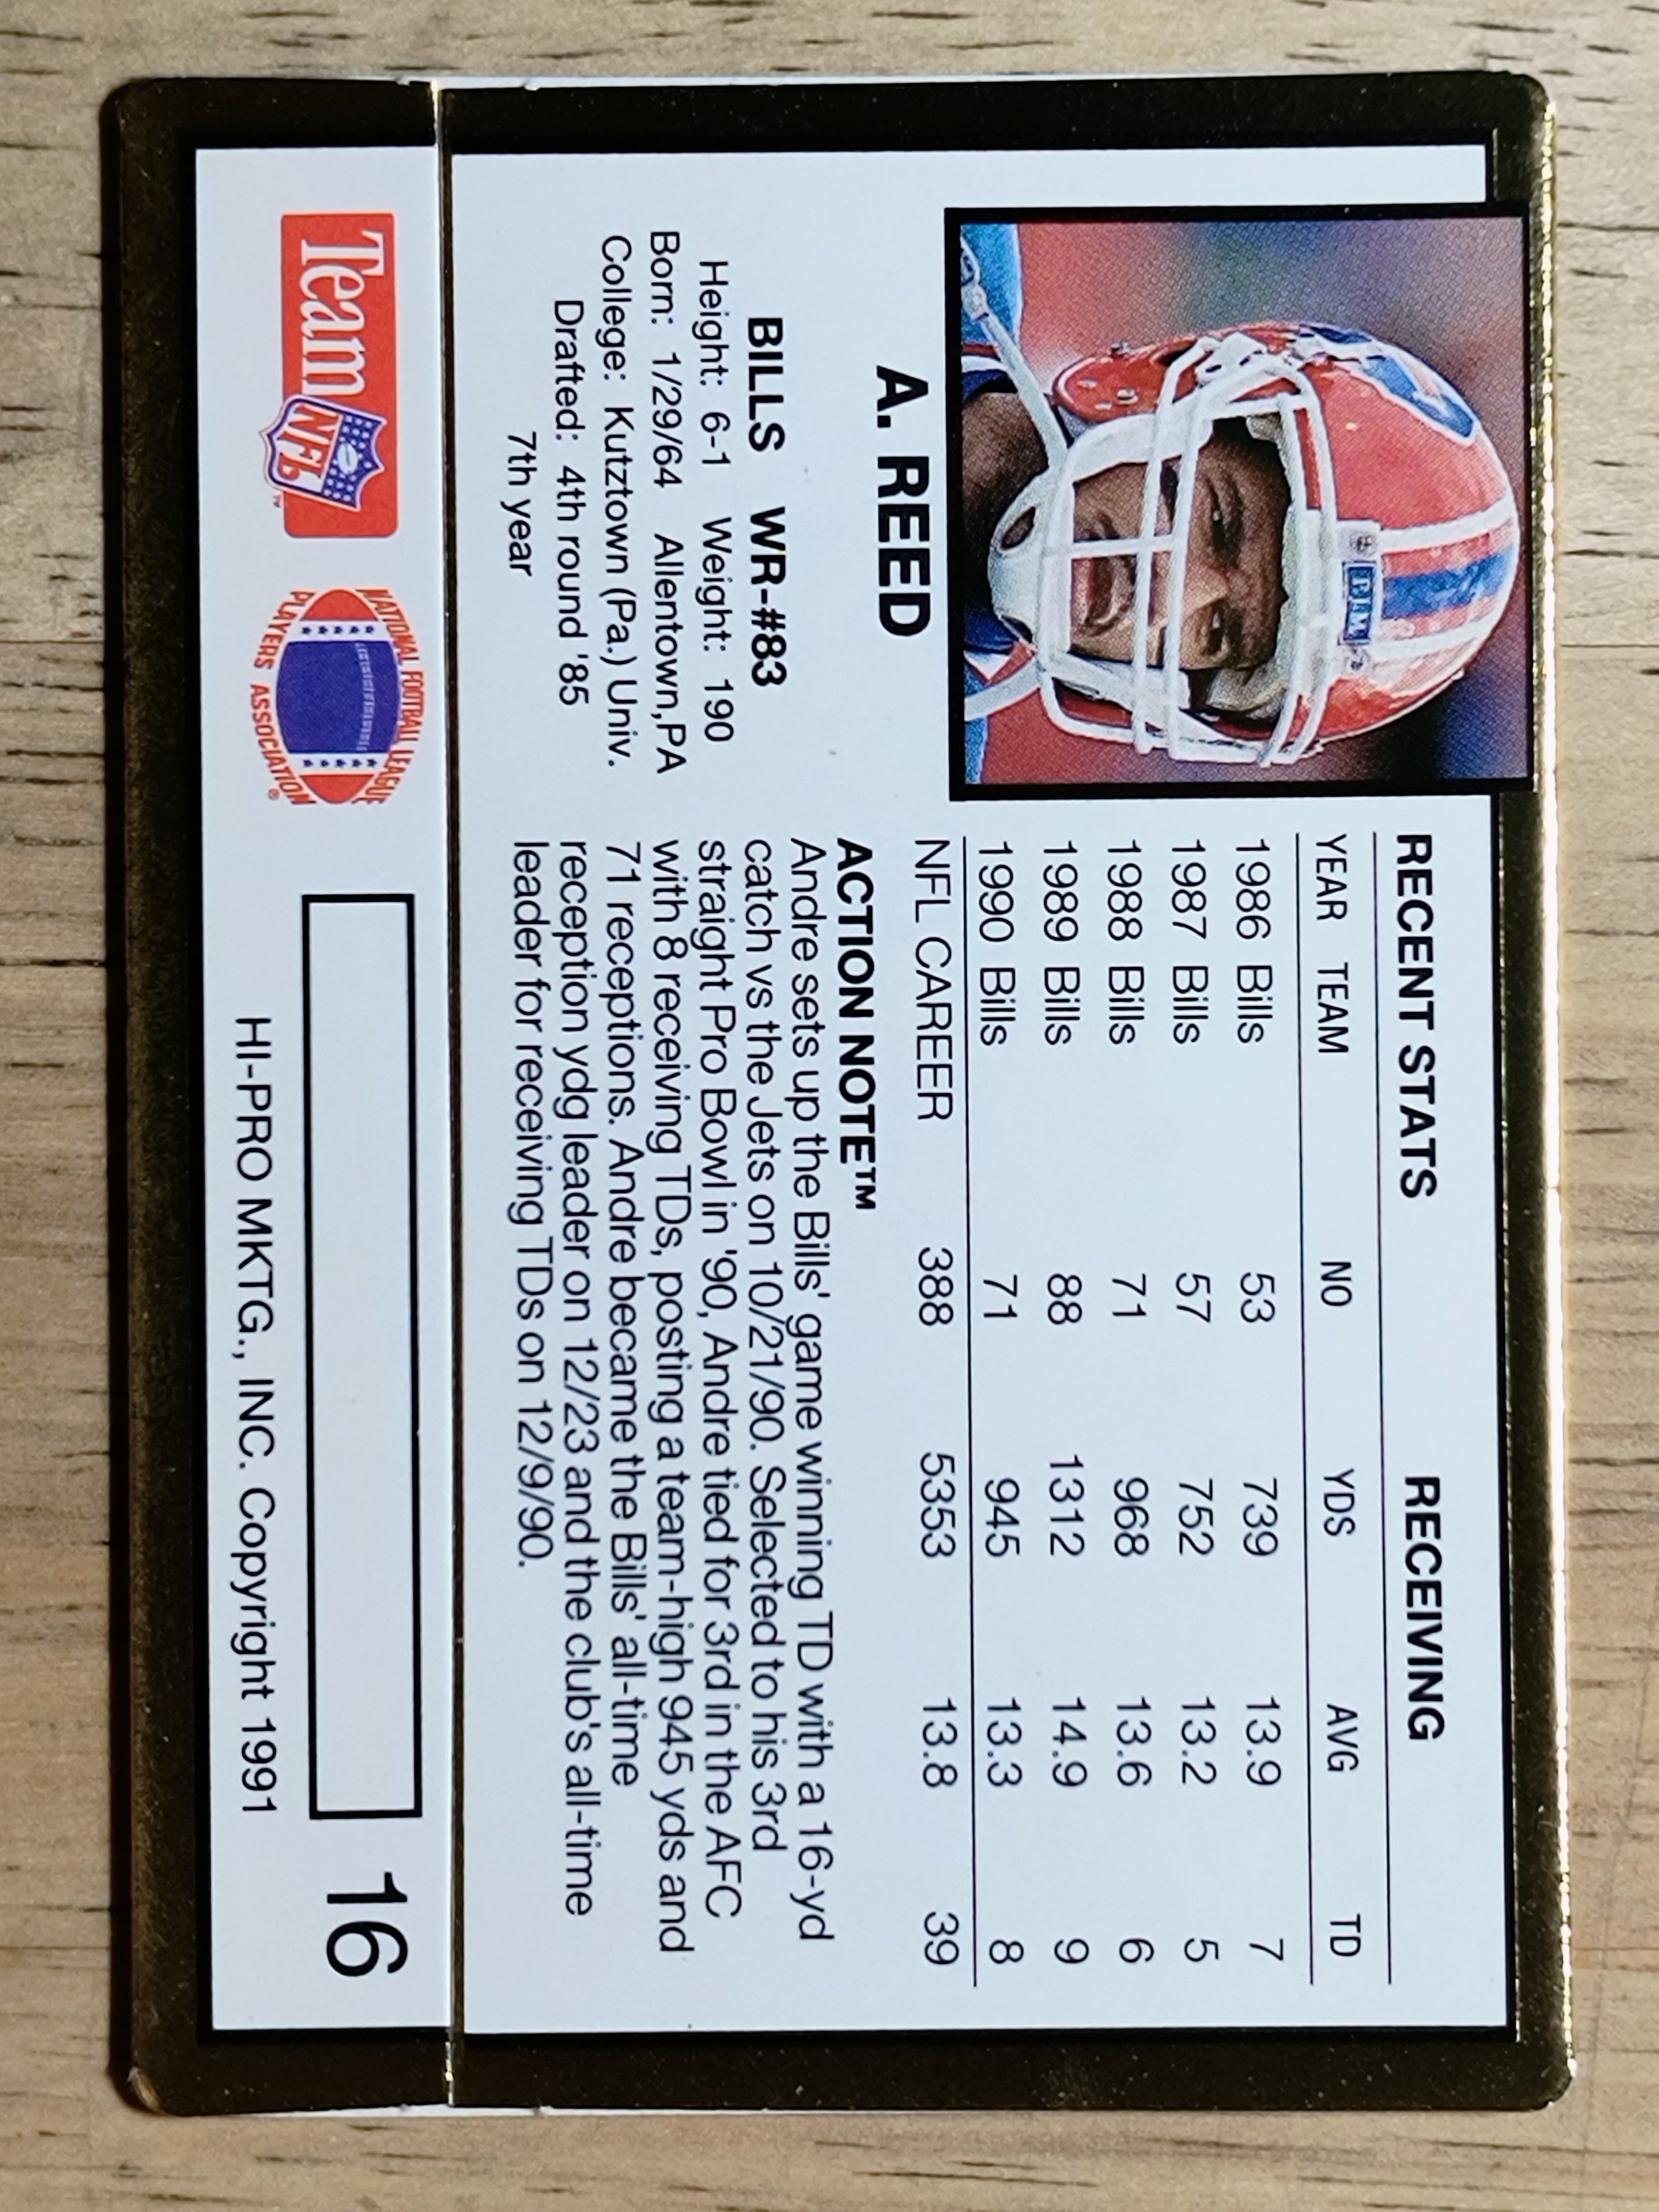 RECENT STATS RECEIVING
YEAR TEAM NO YDS AVG TD
1986 Bills 53 739 13.9 7
1987 Bills 57 752 13.2 5
1988 Bills 71 968 13.6 6
1989 Bills 88 1312 14.9 9
1990 Bills 71 945 13.3 8
NFL CAREER 388 5353 13.8 39
A. REED
BILLS WR-#83
Height: 6-1 Weight: 190
Born: 1/29/64 Allentown,PA
College: Kutztown (Pa.) Univ.
Drafted: 4th round '85
7th year
ACTION NOTE™
Andre sets up the Bills' game winning TD with a 16-yd
catch vs the Jets on 10/21/90. Selected to his 3rd
straight Pro Bowl in '90, Andre tied for 3rd in the AFC
with 8 receiving TDs, posting a team-high 945 yds and
71 receptions. Andre became the Bills' all-time
reception ydg leader on 12/23 and the club's all-time
leader for receiving TDs on 12/9/90.
Team NFL™
NATIONAL FOOTBALL LEAGUE
PLAYERS ASSOCIATION®
16
HI-PRO MKTG., INC. Copyright 1991